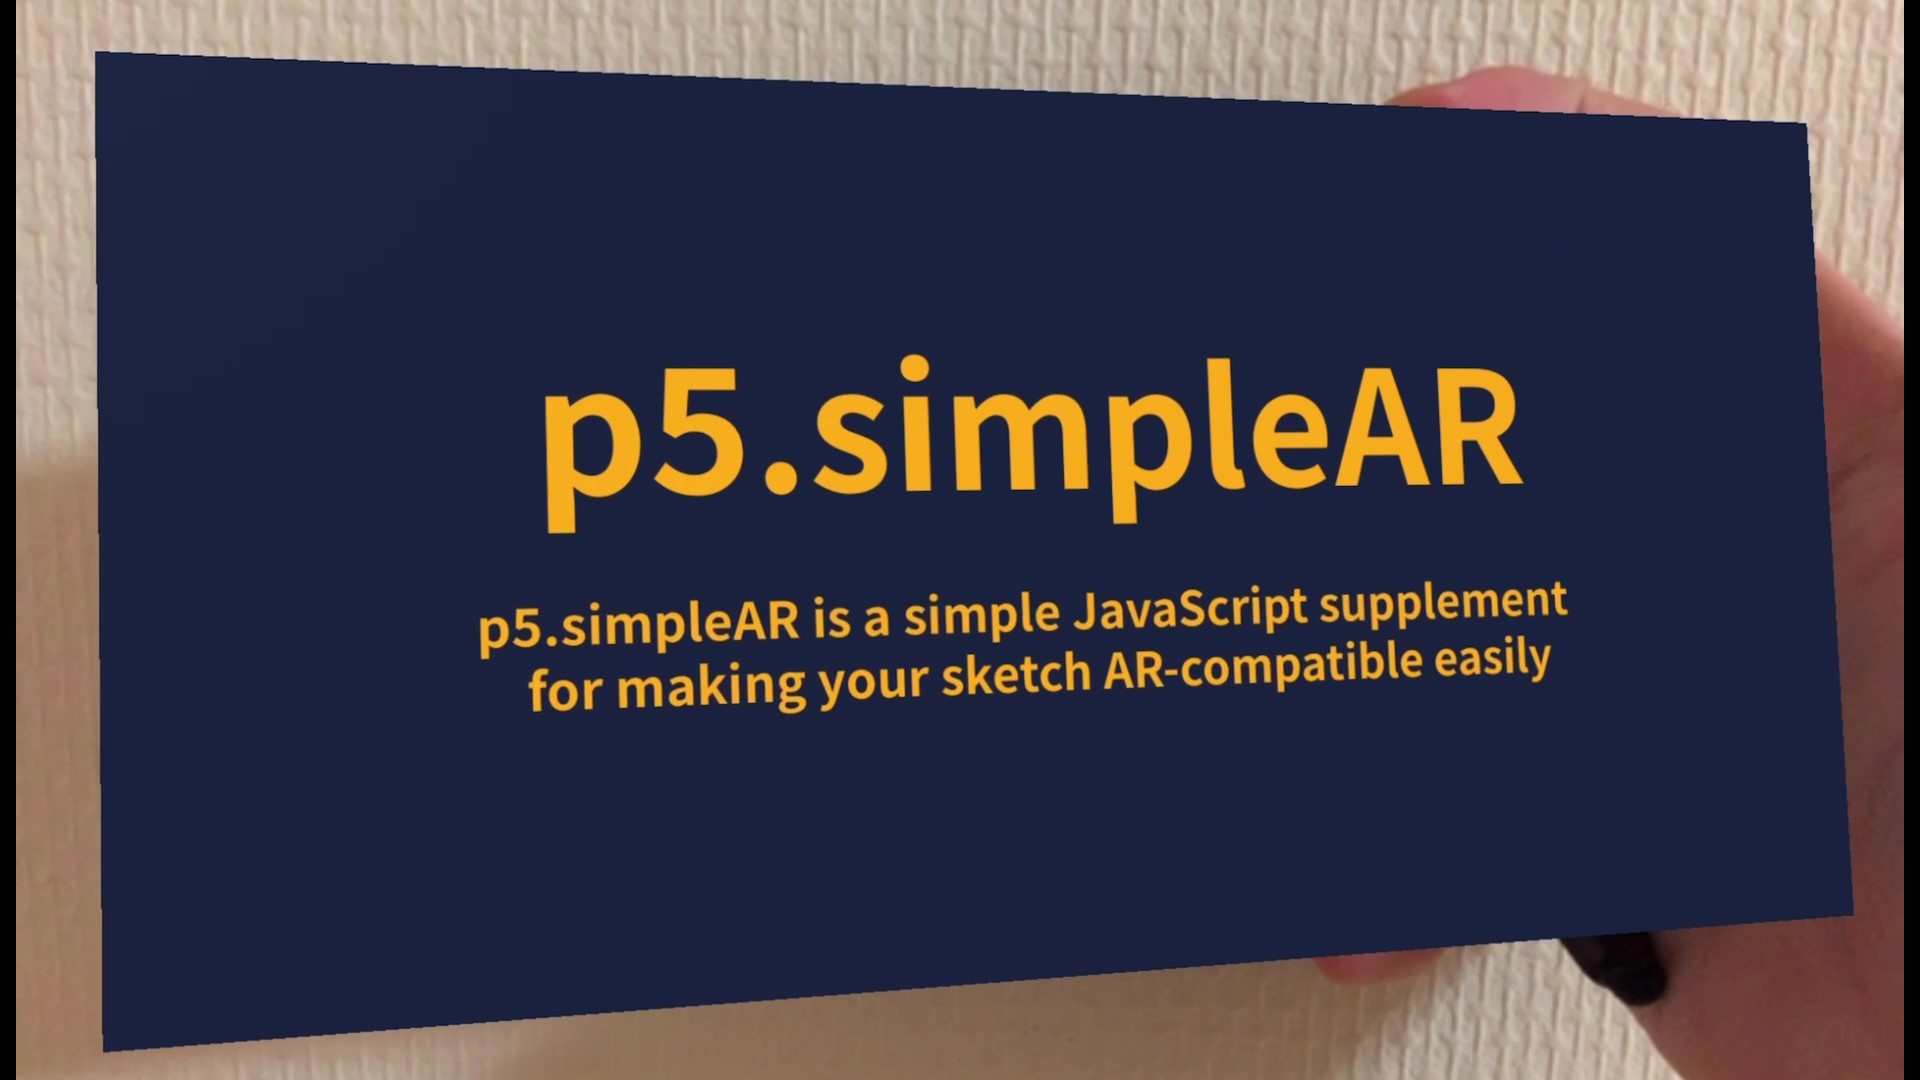 p5.simpleAR
p5.simpleAR is a simple JavaScript supplement
for making your sketch AR-compatible easily